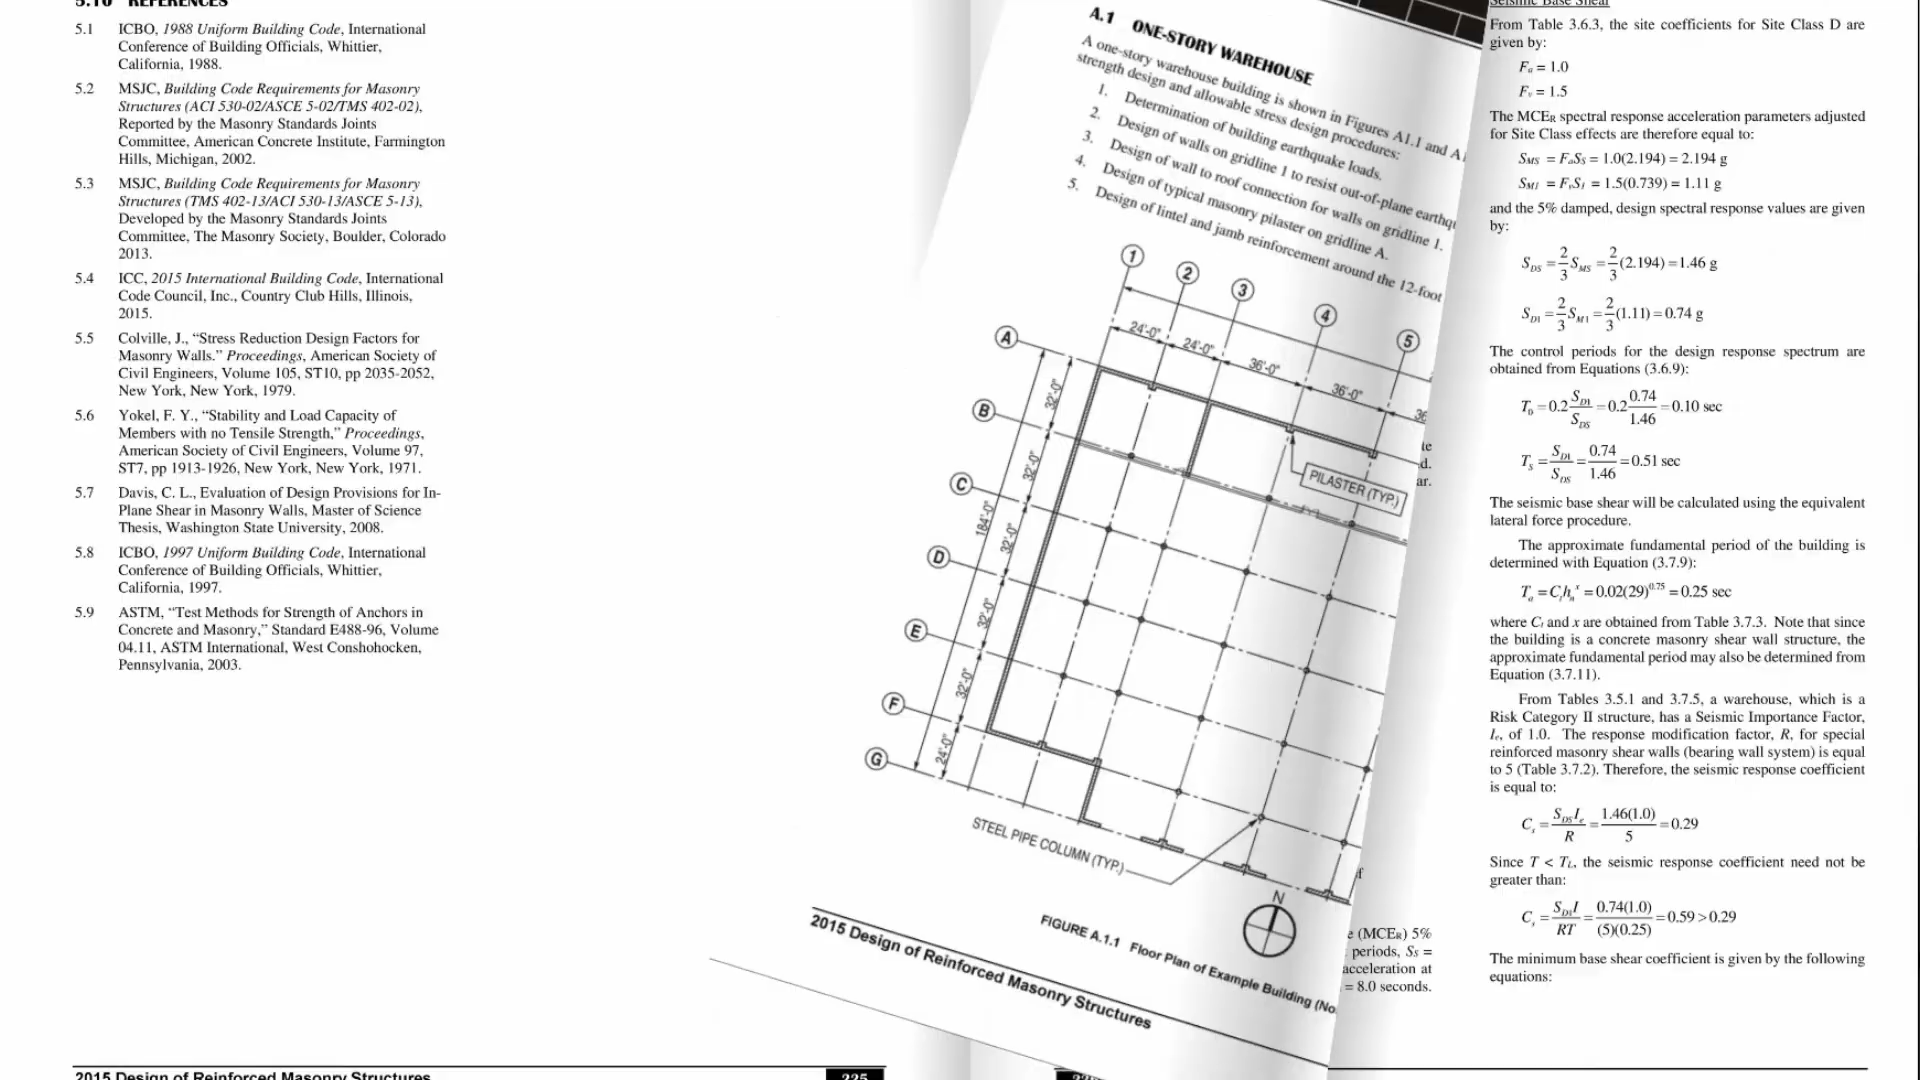 5.10 REFERENCES
5.1 ICBO, 1988 Uniform Building Code, International
Conference of Building Officials, Whittier,
California, 1988.
5.2 MSJC, Building Code Requirements for Masonry
Structures (ACI 530-02/ASCE 5-02/TMS 402-02),
Reported by the Masonry Standards Joints
Committee, American Concrete Institute, Farmington
Hills, Michigan, 2002.
5.3 MSJC, Building Code Requirements for Masonry
Structures (TMS 402-13/ACI 530-13/ASCE 5-13),
Developed by the Masonry Standards Joints
Committee, The Masonry Society, Boulder, Colorado
2013.
5.4 ICC, 2015 International Building Code, International
Code Council, Inc., Country Club Hills, Illinois,
2015.
5.5 Colville, J., “Stress Reduction Design Factors for
Masonry Walls.” Proceedings, American Society of
Civil Engineers, Volume 105, ST10, pp 2035-2052,
New York, New York, 1979.
5.6 Yokel, F. Y., “Stability and Load Capacity of
Members with no Tensile Strength,” Proceedings,
American Society of Civil Engineers, Volume 97,
ST7, pp 1913-1926, New York, New York, 1971.
5.7 Davis, C. L., Evaluation of Design Provisions for In-
Plane Shear in Masonry Walls, Master of Science
Thesis, Washington State University, 2008.
5.8 ICBO, 1997 Uniform Building Code, International
Conference of Building Officials, Whittier,
California, 1997.
5.9 ASTM, “Test Methods for Strength of Anchors in
Concrete and Masonry,” Standard E488-96, Volume
04.11, ASTM International, West Conshohocken,
Pennsylvania, 2003.
2015 Design of Reinforced Masonry Structures
225
A.1 ONE-STORY WAREHOUSE
A one-story warehouse building is shown in Figures A1.1 and
strength design and allowable stress design procedures:
1. Determination of building earthquake loads.
2. Design of walls on gridline 1 to resist out-of-plane
3. Design of wall to roof connection for walls on gridline 1.
4. Design of typical masonry pilaster on gridline A.
5. Design of lintel and jamb reinforcement around the 12-foot
1 2 3 4 5
24'-0" 24'-0" 36'-0" 36'-0" 36
A
B
C
D
E
F
G
32'-0"
32'-0"
184'-0"
32'-0"
32'-0"
32'-0"
24'-0"
PILASTER (TYP.)
STEEL PIPE COLUMN (TYP.)
N
FIGURE A.1.1 Floor Plan of Example Building
2015 Design of Reinforced Masonry Structures
(MCER) 5%
periods, SS =
acceleration at
= 8.0 seconds.
Seismic Base Shear
From Table 3.6.3, the site coefficients for Site Class D are
given by:
Fa = 1.0
Fv = 1.5
The MCER spectral response acceleration parameters adjusted
for Site Class effects are therefore equal to:
SMS = FaSS = 1.0(2.194) = 2.194 g
SM1 = FvS1 = 1.5(0.739) = 1.11 g
and the 5% damped, design spectral response values are given
by:
SDS = 2/3 SMS = 2/3 (2.194) = 1.46 g
SD1 = 2/3 SM1 = 2/3 (1.11) = 0.74 g
The control periods for the design response spectrum are
obtained from Equations (3.6.9):
T0 = 0.2 SD1/SDS = 0.2 0.74/1.46 = 0.10 sec
TS = SD1/SDS = 0.74/1.46 = 0.51 sec
The seismic base shear will be calculated using the equivalent
lateral force procedure.
The approximate fundamental period of the building is
determined with Equation (3.7.9):
Ta = Cthn^x = 0.02(29)^0.75 = 0.25 sec
where Ct and x are obtained from Table 3.7.3. Note that since
the building is a concrete masonry shear wall structure, the
approximate fundamental period may also be determined from
Equation (3.7.11).
From Tables 3.5.1 and 3.7.5, a warehouse, which is a
Risk Category II structure, has a Seismic Importance Factor,
Ie, of 1.0. The response modification factor, R, for special
reinforced masonry shear walls (bearing wall system) is equal
to 5 (Table 3.7.2). Therefore, the seismic response coefficient
is equal to:
Cs = SDSIe/R = 1.46(1.0)/5 = 0.29
Since T < TL, the seismic response coefficient need not be
greater than:
Cs = SD1I/RT = 0.74(1.0)/(5)(0.25) = 0.59 > 0.29
The minimum base shear coefficient is given by the following
equations: